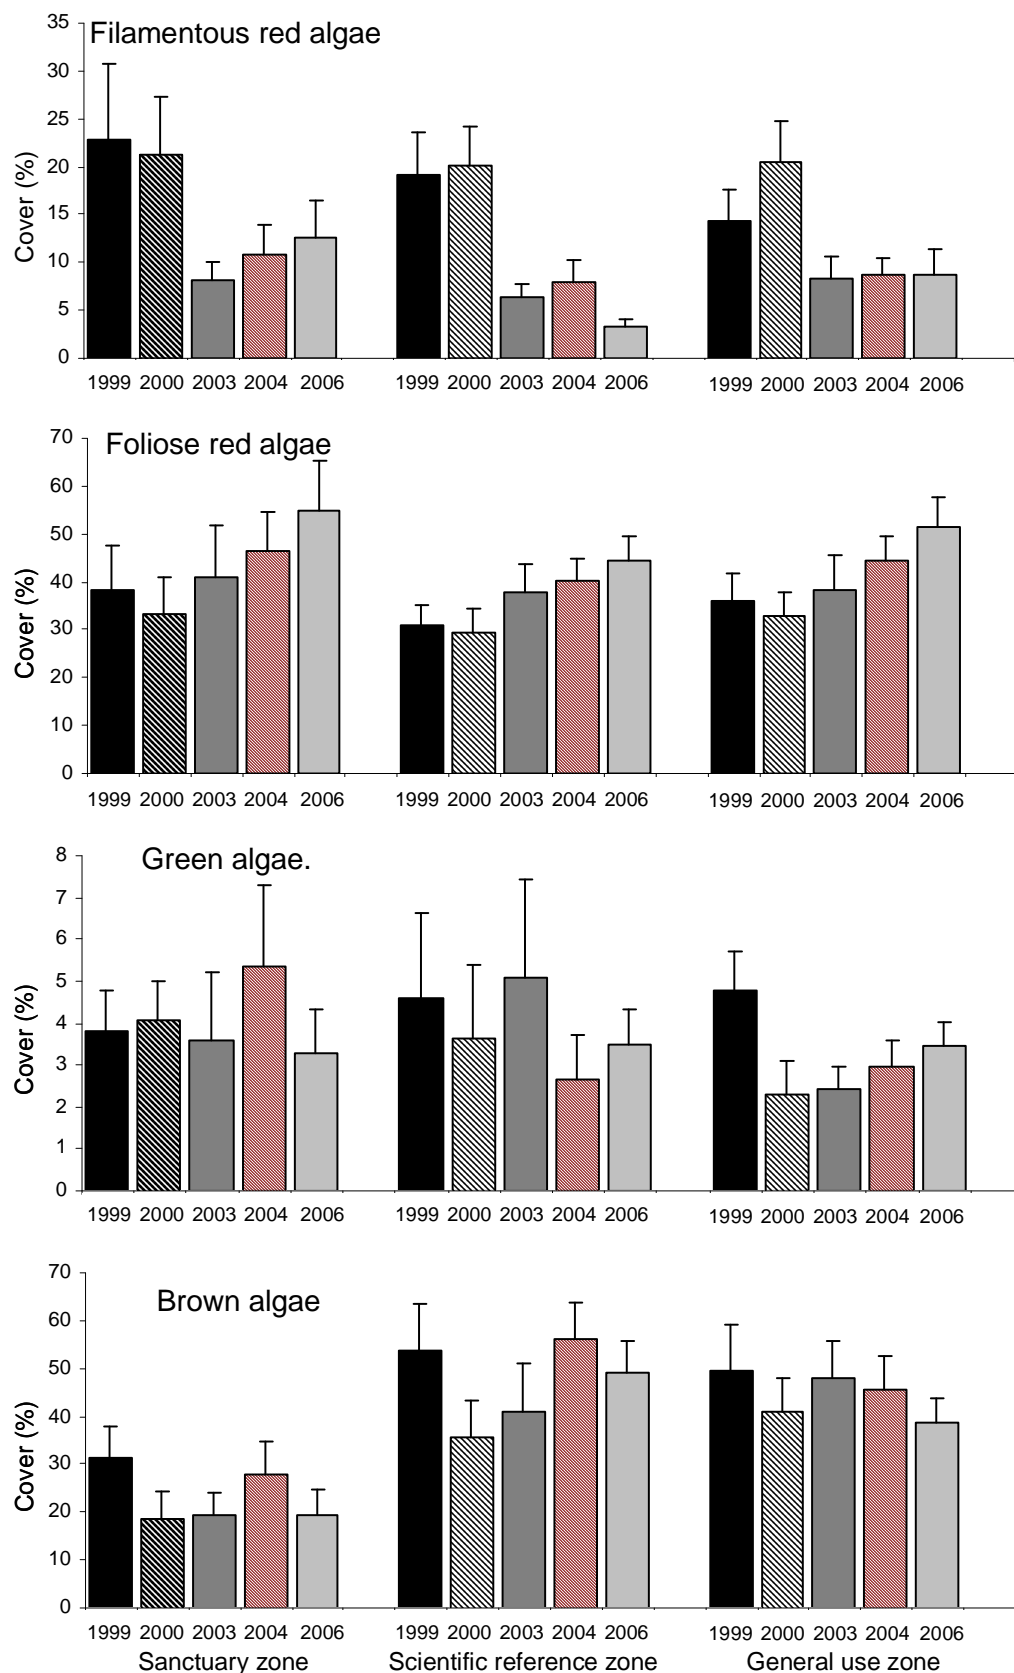 Filamentous red algae
Cover (%)
35
30
25
20
15
10
5
0
1999 2000 2003 2004 2006 1999 2000 2003 2004 2006 1999 2000 2003 2004 2006
Foliose red algae
Cover (%)
70
60
50
40
30
20
10
0
1999 2000 2003 2004 2006 1999 2000 2003 2004 2006 1999 2000 2003 2004 2006
Green algae.
Cover (%)
8
7
6
5
4
3
2
1
0
1999 2000 2003 2004 2006 1999 2000 2003 2004 2006 1999 2000 2003 2004 2006
Brown algae
Cover (%)
70
60
50
40
30
20
10
0
1999 2000 2003 2004 2006 1999 2000 2003 2004 2006 1999 2000 2003 2004 2006
Sanctuary zone Scientific reference zone General use zone